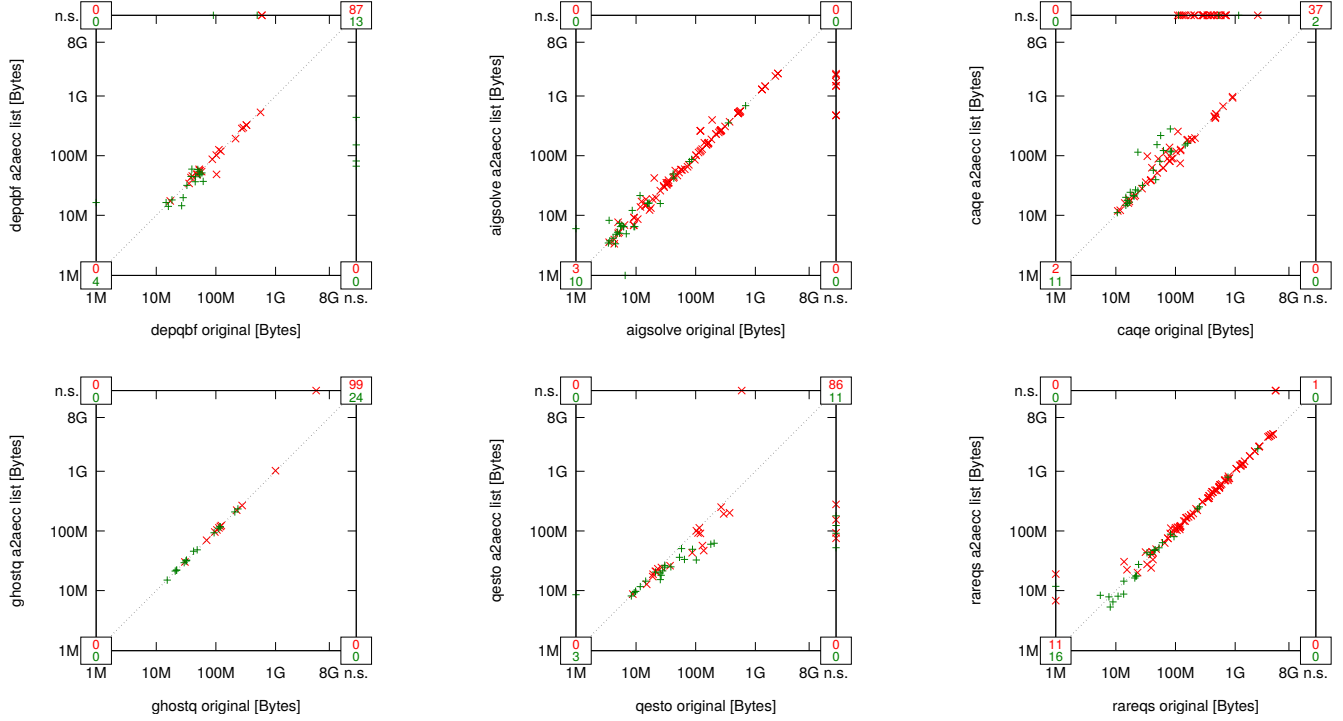 0 87
0 13
n.s.
8G
1G
100M
10M
1M
depqbf a2aecc list [Bytes]
0 0
4 0
1M 10M 100M 1G 8G n.s.
depqbf original [Bytes]
0 0
0 0
n.s.
8G
1G
100M
10M
1M
aigsolve a2aecc list [Bytes]
3 0
10 0
1M 10M 100M 1G 8G n.s.
aigsolve original [Bytes]
0 37
0 2
n.s.
8G
1G
100M
10M
1M
caqe a2aecc list [Bytes]
2 0
11 0
1M 10M 100M 1G 8G n.s.
caqe original [Bytes]
0 99
0 24
n.s.
8G
1G
100M
10M
1M
ghostq a2aecc list [Bytes]
0 0
0 0
1M 10M 100M 1G 8G n.s.
ghostq original [Bytes]
0 86
0 11
n.s.
8G
1G
100M
10M
1M
qesto a2aecc list [Bytes]
0 0
3 0
1M 10M 100M 1G 8G n.s.
qesto original [Bytes]
0 1
0 0
n.s.
8G
1G
100M
10M
1M
rareqs a2aecc list [Bytes]
11 0
16 0
1M 10M 100M 1G 8G n.s.
rareqs original [Bytes]